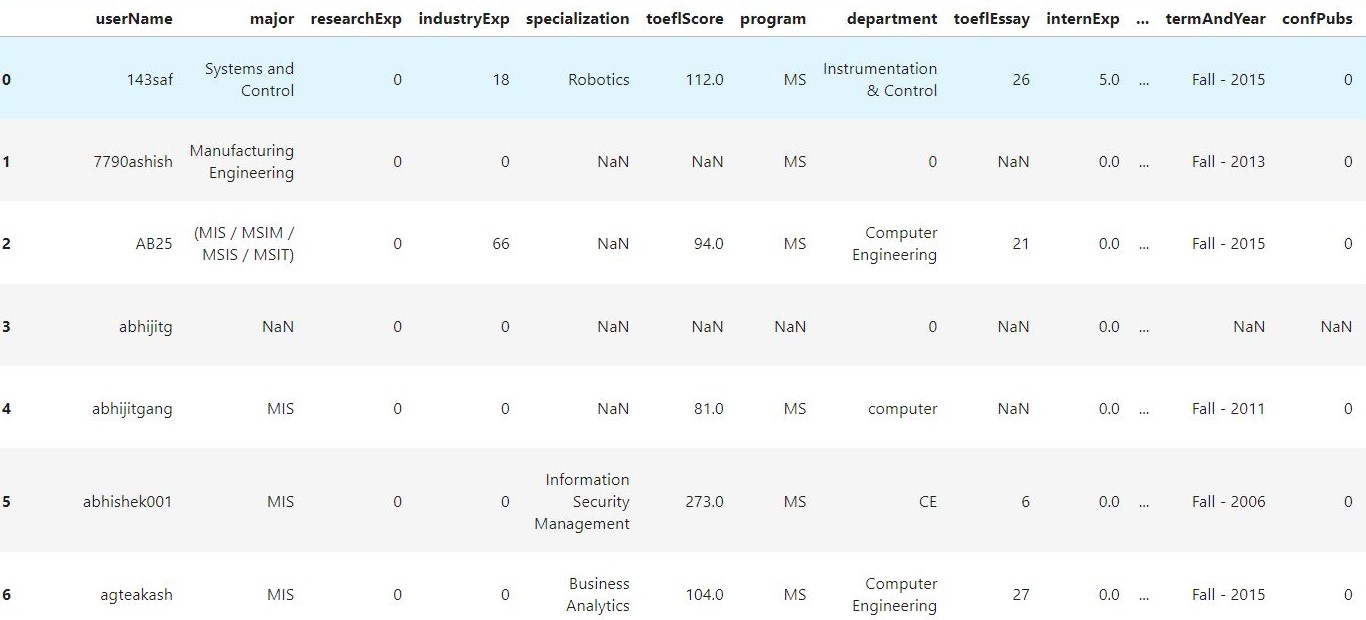 userName major researchExp industryExp specialization toeflScore program department toeflEssay internExp ... termAndYear confPubs
0 143saf Systems and Control 0 18 Robotics 112.0 MS Instrumentation & Control 26 5.0 ... Fall - 2015 0
1 7790ashish Manufacturing Engineering 0 0 NaN NaN MS 0 NaN 0.0 ... Fall - 2013 0
2 AB25 (MIS / MSIM / MSIS / MSIT) 0 66 NaN 94.0 MS Computer Engineering 21 0.0 ... Fall - 2015 0
3 abhijitg NaN 0 0 NaN NaN NaN 0 NaN 0.0 ... NaN NaN
4 abhijitgang MIS 0 0 NaN 81.0 MS computer NaN 0.0 ... Fall - 2011 0
5 abhishek001 MIS 0 0 Information Security Management 273.0 MS CE 6 0.0 ... Fall - 2006 0
6 agteakash MIS 0 0 Business Analytics 104.0 MS Computer Engineering 27 0.0 ... Fall - 2015 0